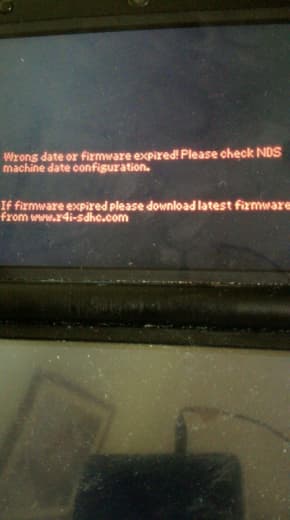 Wrong date or firmware expired! Please check NDS
machine date configuration.
If firmware expired please download latest firmware
from www.r4i-sdhc.com